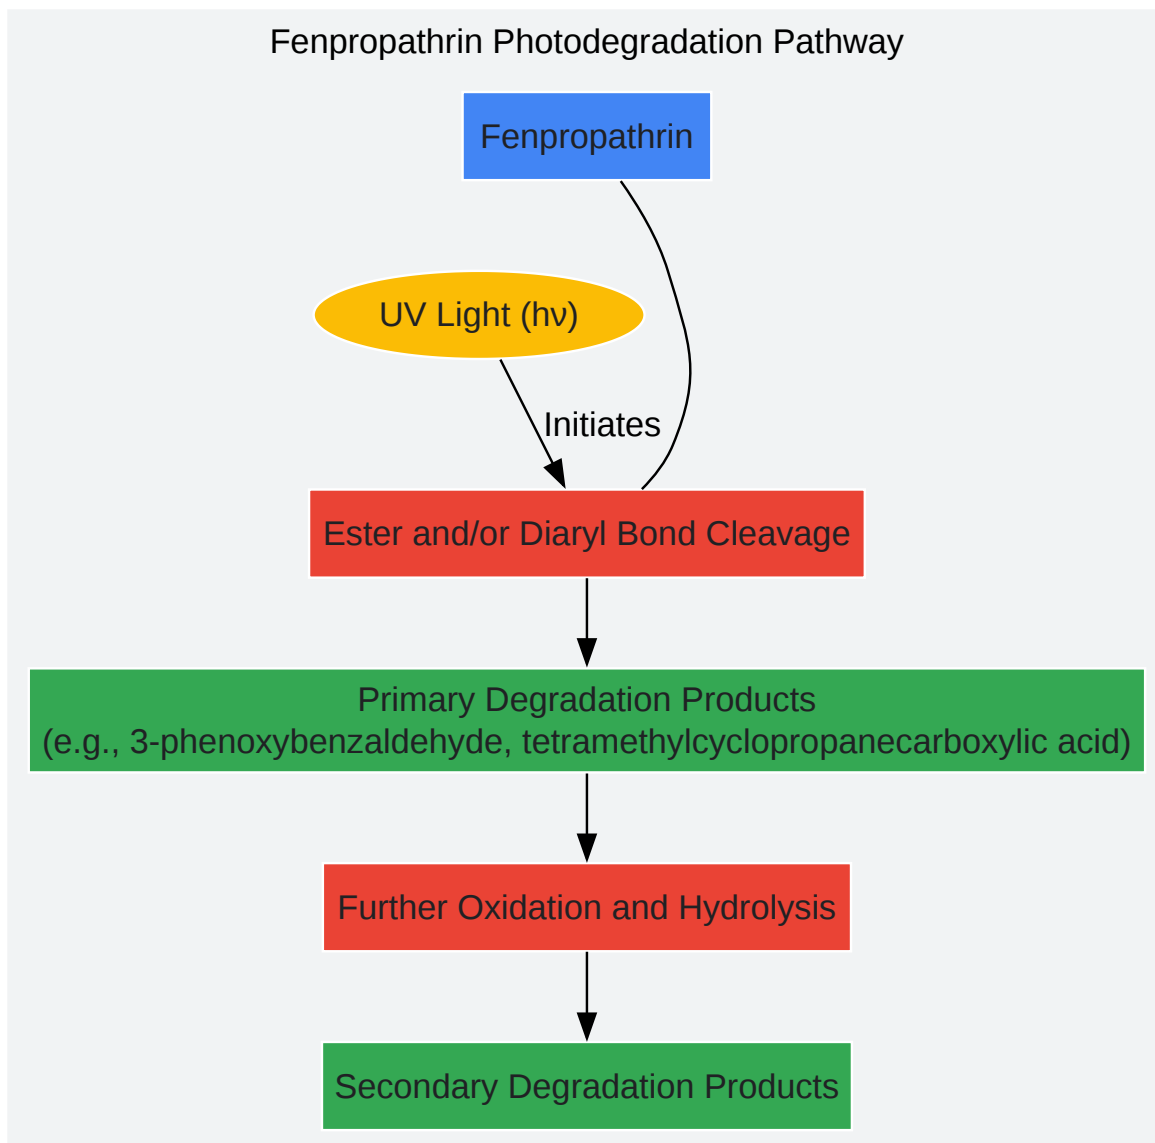 Fenpropathrin Photodegradation Pathway
Fenpropathrin
UV Light (hν)
Initiates
Ester and/or Diaryl Bond Cleavage
Primary Degradation Products
(e.g., 3-phenoxybenzaldehyde, tetramethylcyclopropanecarboxylic acid)
Further Oxidation and Hydrolysis
Secondary Degradation Products